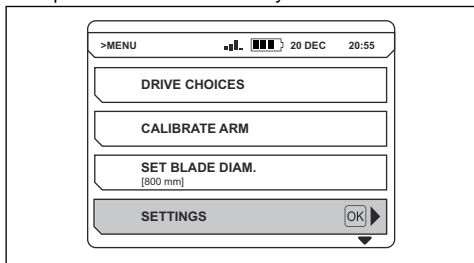 >MENU 20 DEC 20:55
DRIVE CHOICES
CALIBRATE ARM
SET BLADE DIAM.
[800 mm]
SETTINGS OK